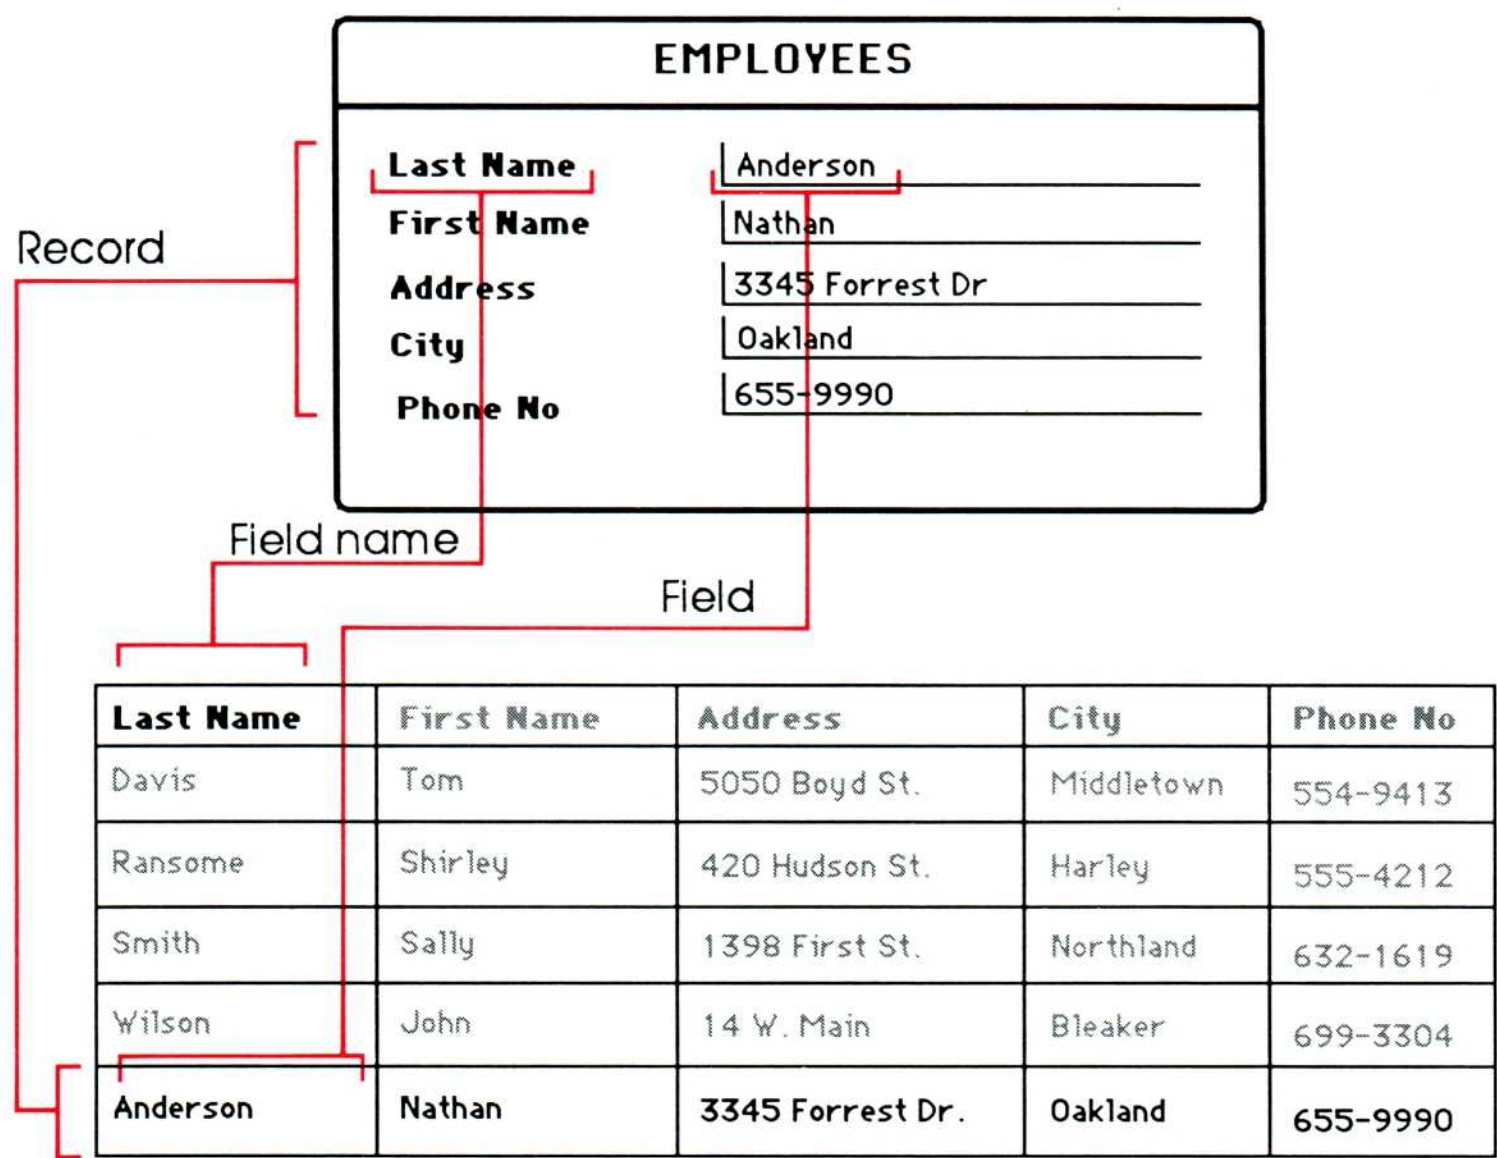 EMPLOYEES
Last Name Anderson
First Name Nathan
Record
Address 3345 Forrest Dr
City Oakland
Phone No 655-9990
Field name
Field
Last Name First Name Address City Phone No
Davis Tom 5050 Boyd St. Middletown 554-9413
Ransome Shirley 420 Hudson St. Harley 555-4212
Smith Sally 1398 First St. Northland 632-1619
Wilson John 14 W. Main Bleaker 699-3304
Anderson Nathan 3345 Forrest Dr. Oakland 655-9990